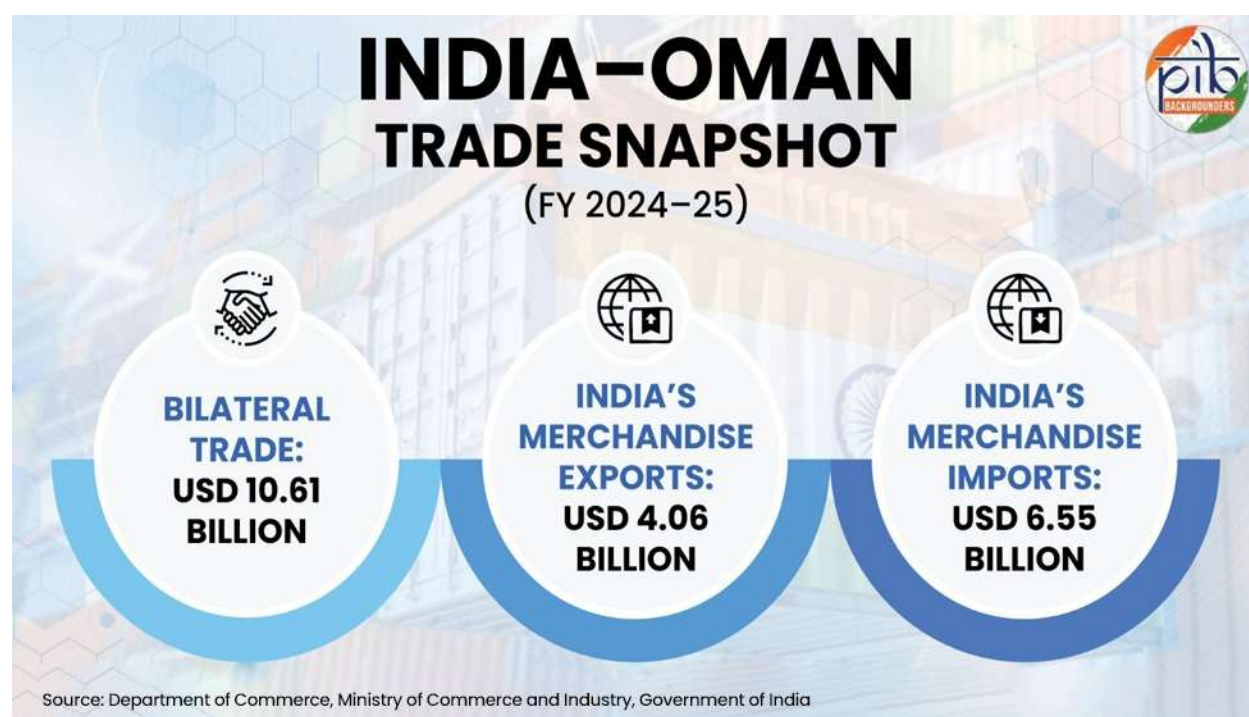 INDIA–OMAN
TRADE SNAPSHOT
(FY 2024–25)
pib
BACKGROUNDERS
BILATERAL
TRADE:
USD 10.61
BILLION
INDIA'S
MERCHANDISE
EXPORTS:
USD 4.06
BILLION
INDIA'S
MERCHANDISE
IMPORTS:
USD 6.55
BILLION
Source: Department of Commerce, Ministry of Commerce and Industry, Government of India